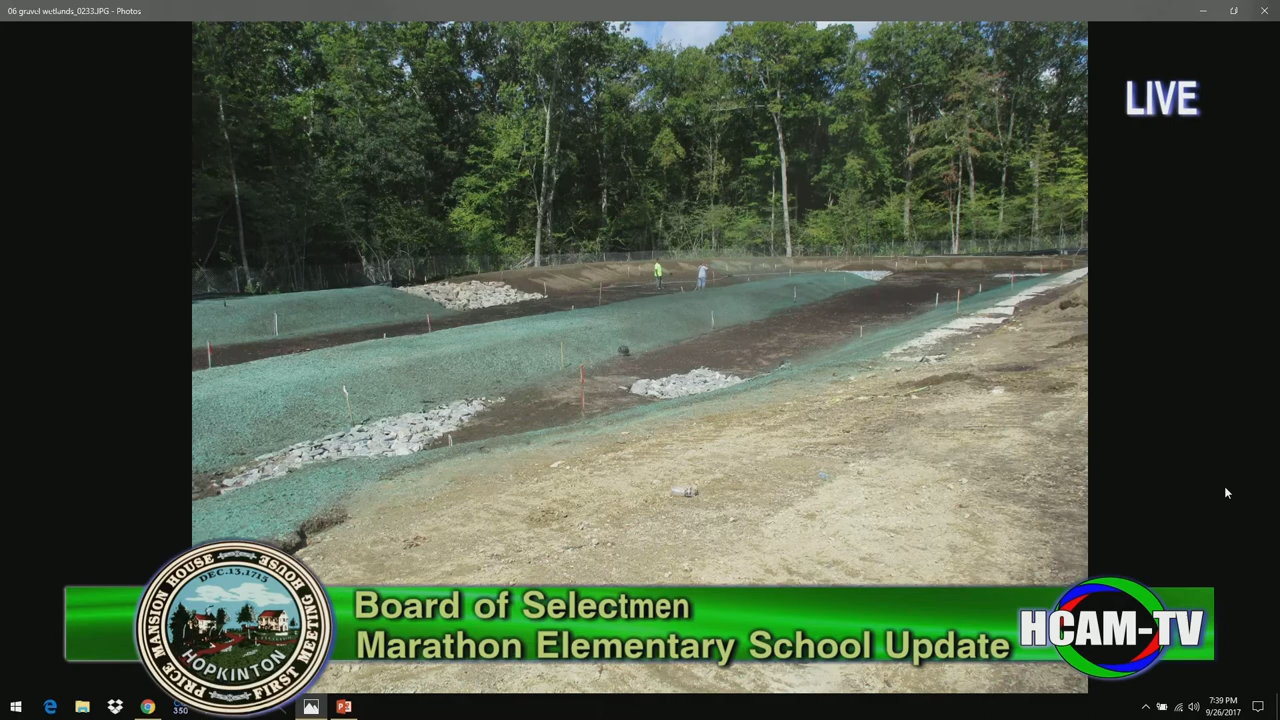 06 gravel wetlands_0233.JPG - Photos
LIVE
Board of Selectmen
Marathon Elementary School Update
PRICE MANSION HOUSE
FIRST MEETING HOUSE
DEC.13.1715
HOPKINTON
HCAM-TV
350
7:39 PM
9/26/2017